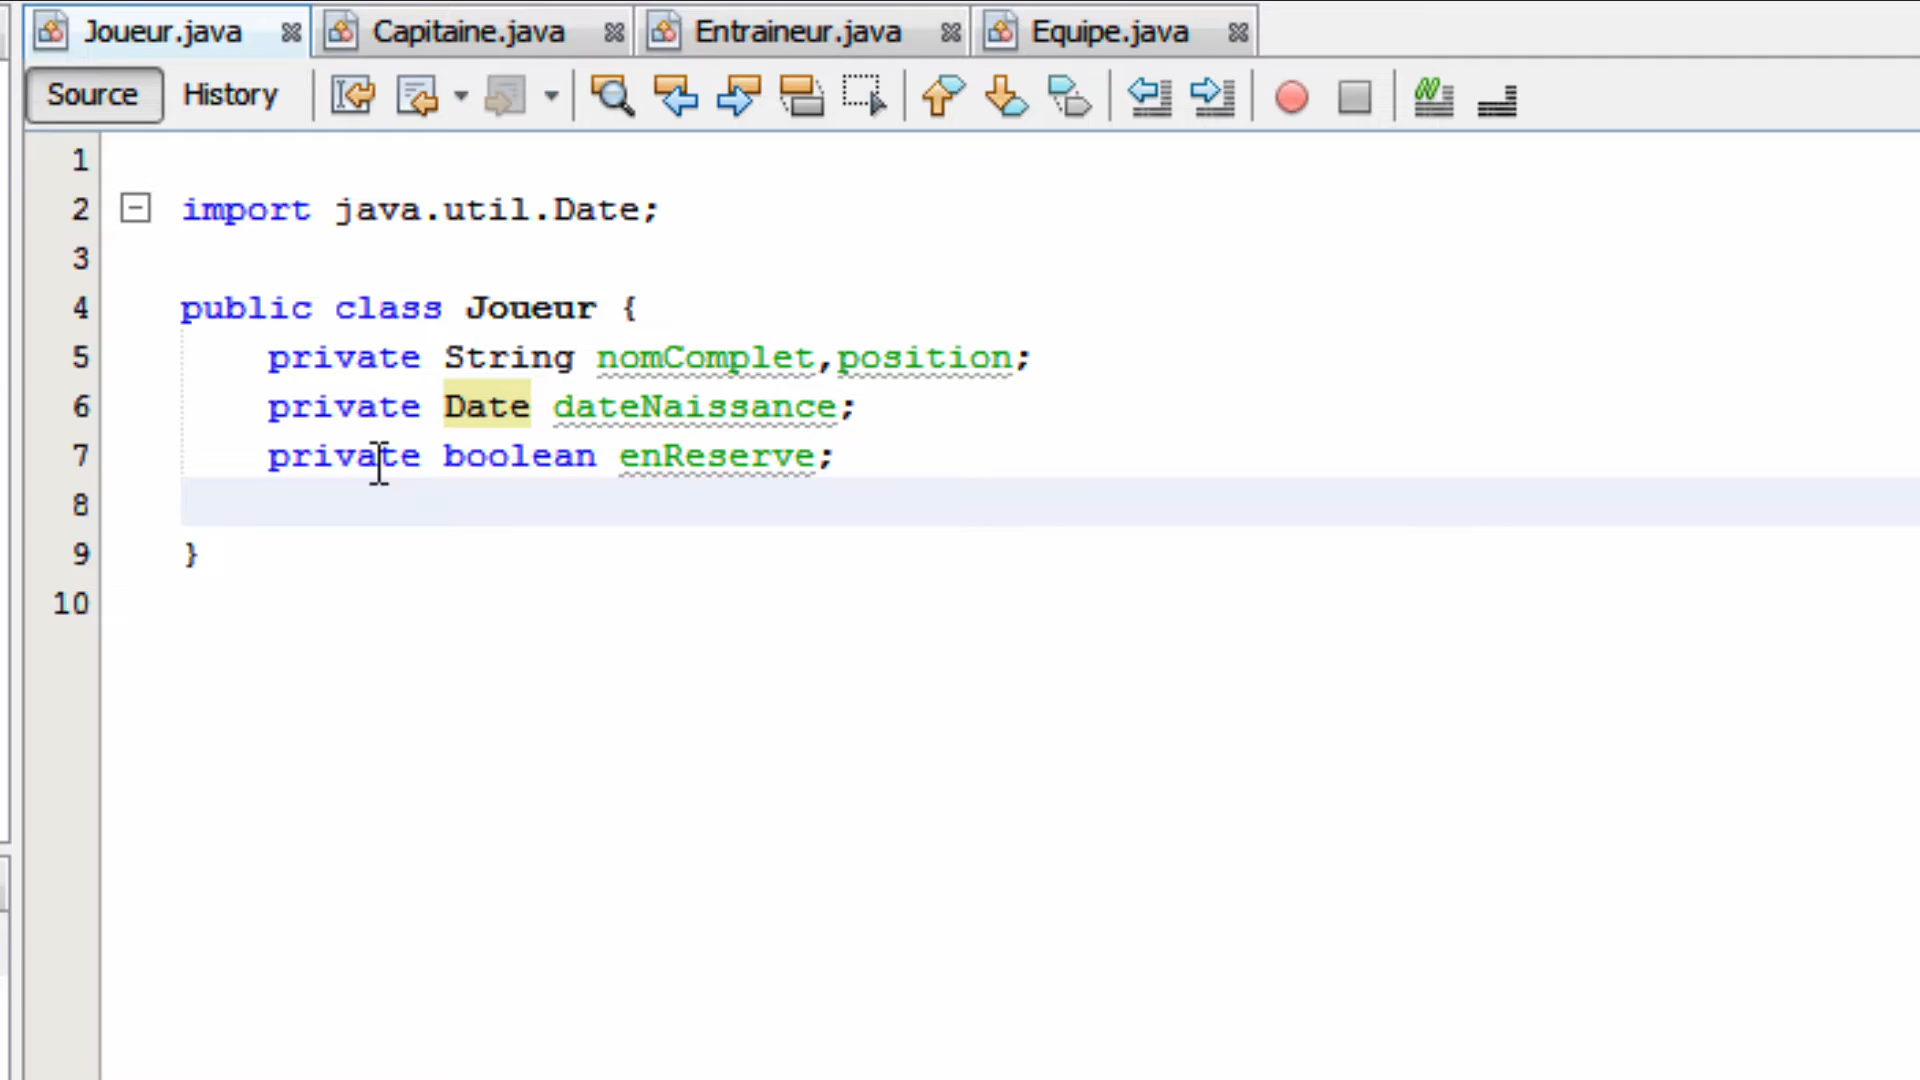 Joueur.java Capitaine.java Entraineur.java Equipe.java
Source History
1
2 import java.util.Date;
3
4 public class Joueur {
5 private String nomComplet,position;
6 private Date dateNaissance;
7 private boolean enReserve;
8
9 }
10